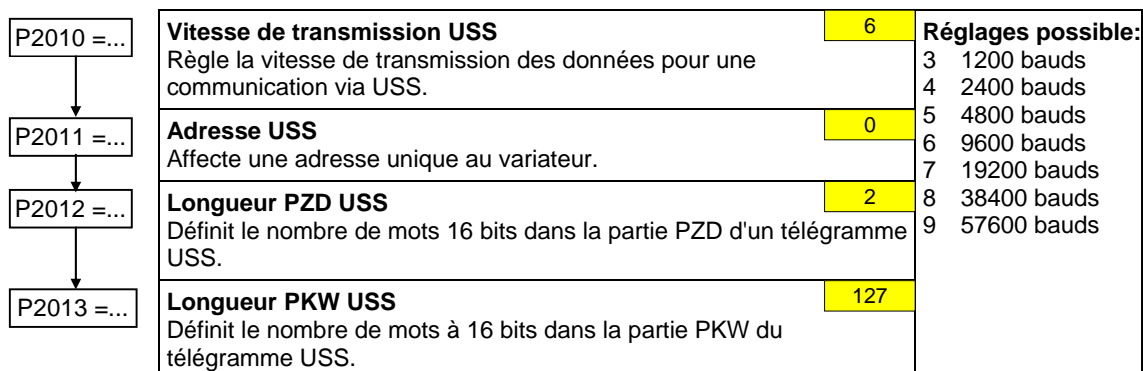 P2010 =...
Vitesse de transmission USS
6
Règle la vitesse de transmission des données pour une
communication via USS.
P2011 =...
Adresse USS
0
Affecte une adresse unique au variateur.
P2012 =...
Longueur PZD USS
2
Définit le nombre de mots 16 bits dans la partie PZD d'un télégramme
USS.
P2013 =...
Longueur PKW USS
127
Définit le nombre de mots à 16 bits dans la partie PKW du
télégramme USS.
Réglages possible:
3 1200 bauds
4 2400 bauds
5 4800 bauds
6 9600 bauds
7 19200 bauds
8 38400 bauds
9 57600 bauds